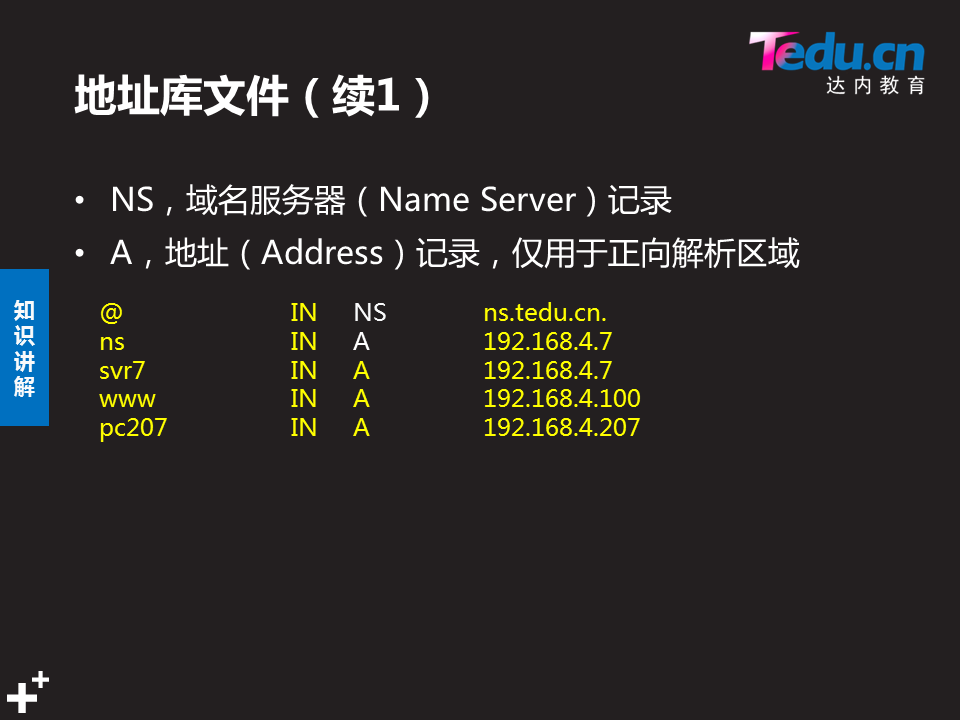 Tedu.cn
达内教育
地址库文件（续1）
• NS，域名服务器（Name Server）记录
• A，地址（Address）记录，仅用于正向解析区域
知识讲解
@ IN NS ns.tedu.cn.
ns IN A 192.168.4.7
svr7 IN A 192.168.4.7
www IN A 192.168.4.100
pc207 IN A 192.168.4.207